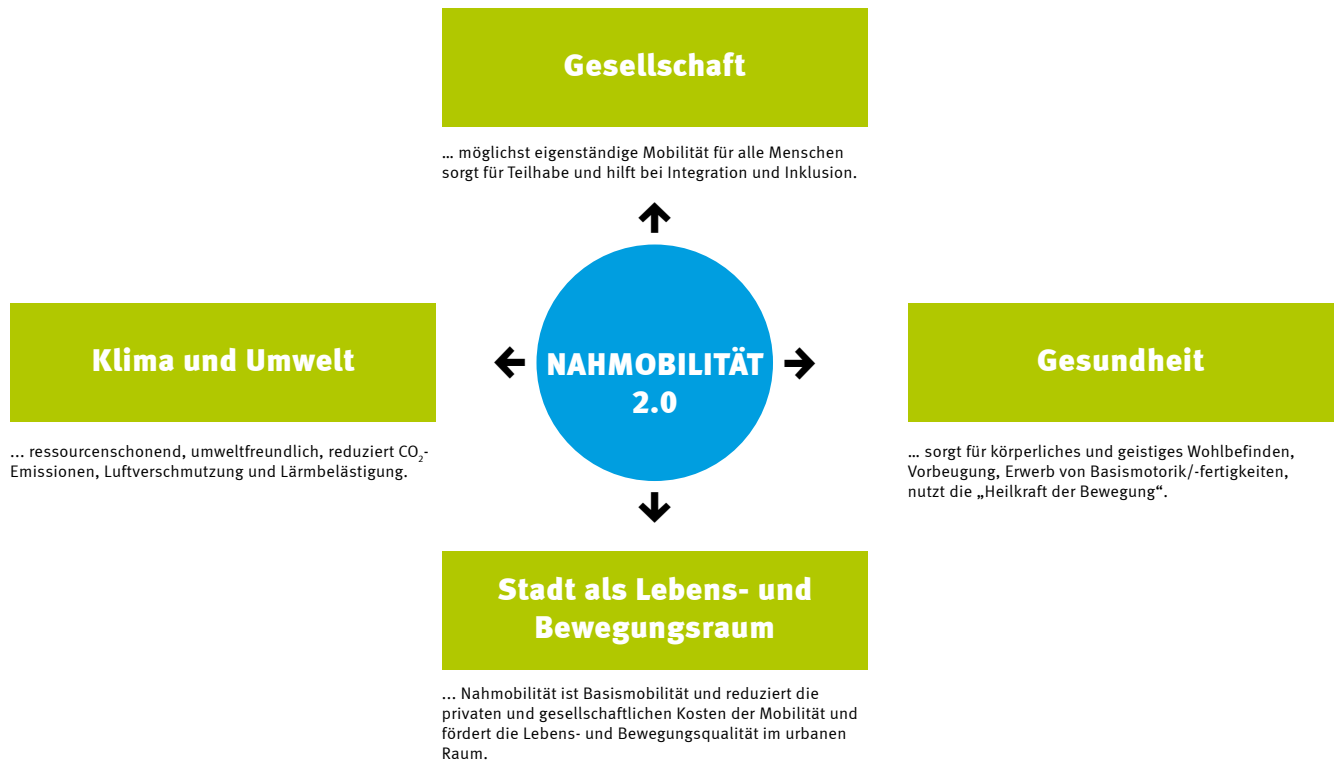 Gesellschaft
… möglichst eigenständige Mobilität für alle Menschen
sorgt für Teilhabe und hilft bei Integration und Inklusion.
Klima und Umwelt
... ressourcenschonend, umweltfreundlich, reduziert CO₂-
Emissionen, Luftverschmutzung und Lärmbelästigung.
NAHMOBILITÄT
2.0
Gesundheit
… sorgt für körperliches und geistiges Wohlbefinden,
Vorbeugung, Erwerb von Basismotorik/-fertigkeiten,
nutzt die „Heilkraft der Bewegung“.
Stadt als Lebens- und
Bewegungsraum
... Nahmobilität ist Basismobilität und reduziert die
privaten und gesellschaftlichen Kosten der Mobilität und
fördert die Lebens- und Bewegungsqualität im urbanen
Raum.